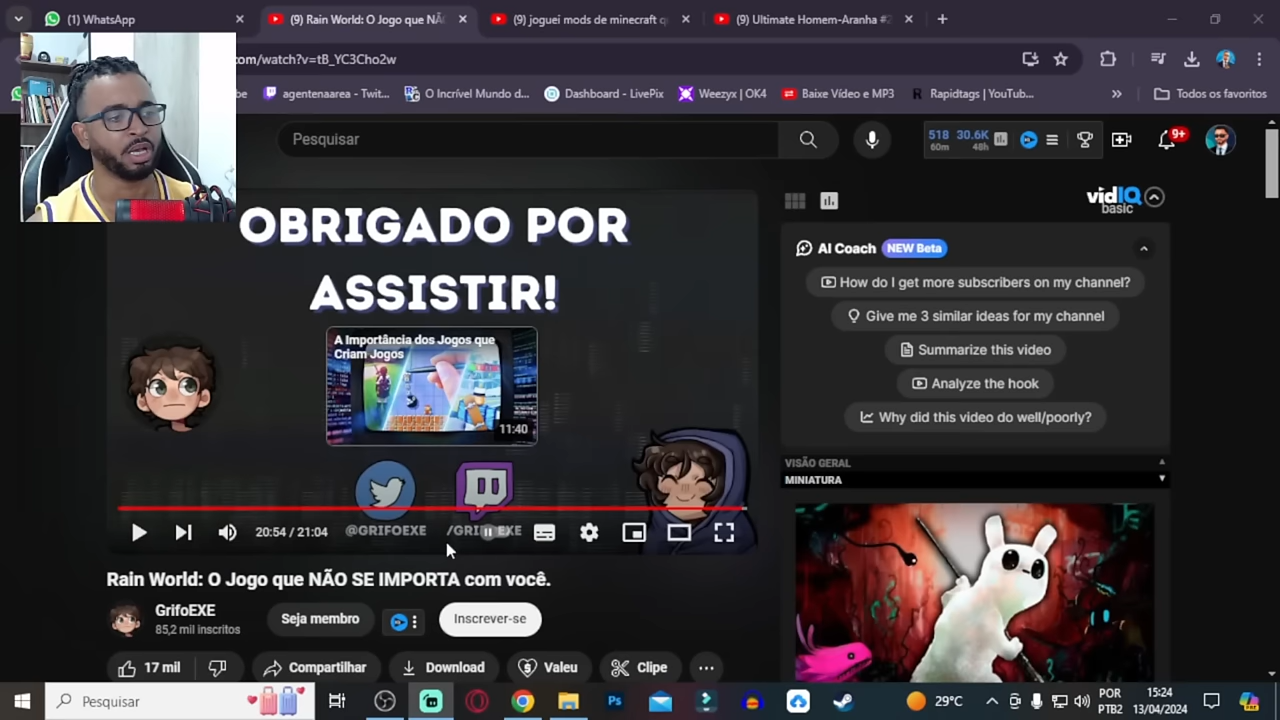 (1) WhatsApp
(9) Rain World: O Jogo que NÃ
(9) joguei mods de minecraft q
(9) Ultimate Homem-Aranha #
om/watch?v=tB_YC3Cho2w
be
agentenaarea - Twit...
O Incrível Mundo d...
Dashboard - LivePix
Weezyx | OK4
Baixe Vídeo e MP3
Rapidtags | YouTub...
Todos os favoritos
Pesquisar
518 30.6K
60m 48h
9+
OBRIGADO POR
ASSISTIR!
A Importância dos Jogos que
Criam Jogos
11:40
20:54 / 21:04
@GRIFOEXE
vidIQ
basic
AI Coach NEW Beta
How do I get more subscribers on my channel?
Give me 3 similar ideas for my channel
Summarize this video
Analyze the hook
Why did this video do well/poorly?
VISÃO GERAL
MINIATURA
Rain World: O Jogo que NÃO SE IMPORTA com você.
GrifoEXE
85,2 mil inscritos
Seja membro
Inscrever-se
17 mil
Compartilhar
Download
Valeu
Clipe
Pesquisar
Ps
29°C
POR
PTB2
15:24
13/04/2024